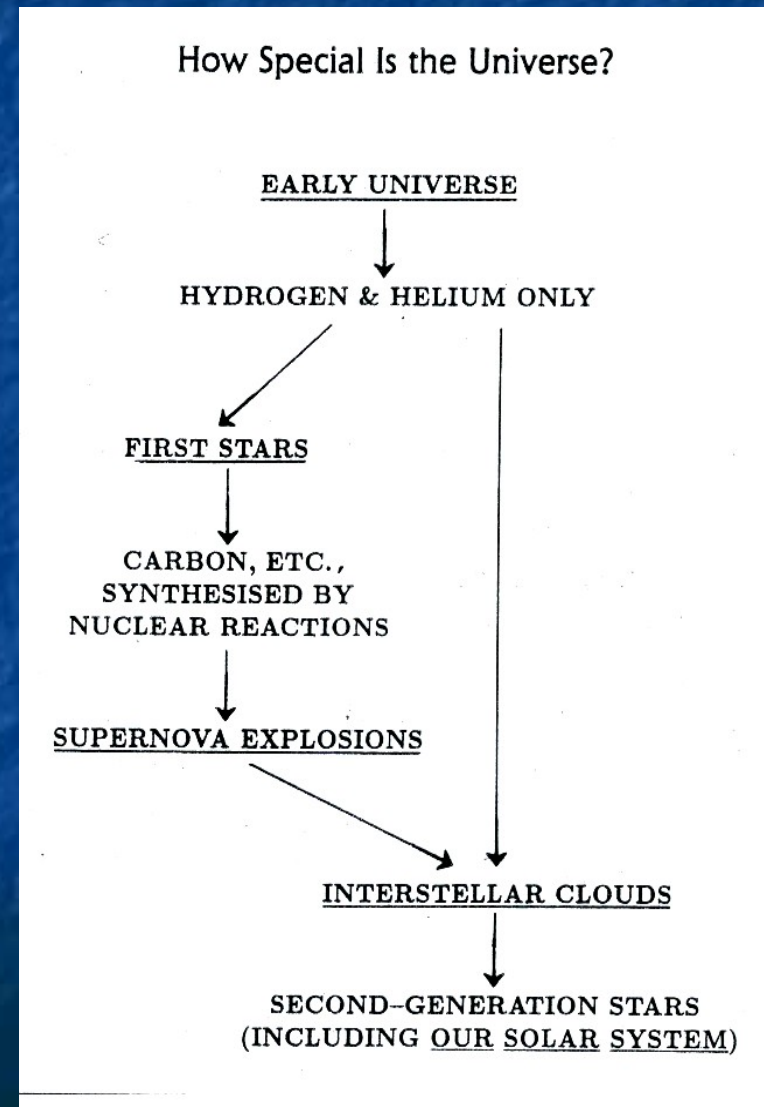 How Special Is the Universe?
EARLY UNIVERSE
HYDROGEN & HELIUM ONLY
FIRST STARS
CARBON, ETC.,
SYNTHESISED BY
NUCLEAR REACTIONS
SUPERNOVA EXPLOSIONS
INTERSTELLAR CLOUDS
SECOND–GENERATION STARS
(INCLUDING OUR SOLAR SYSTEM)